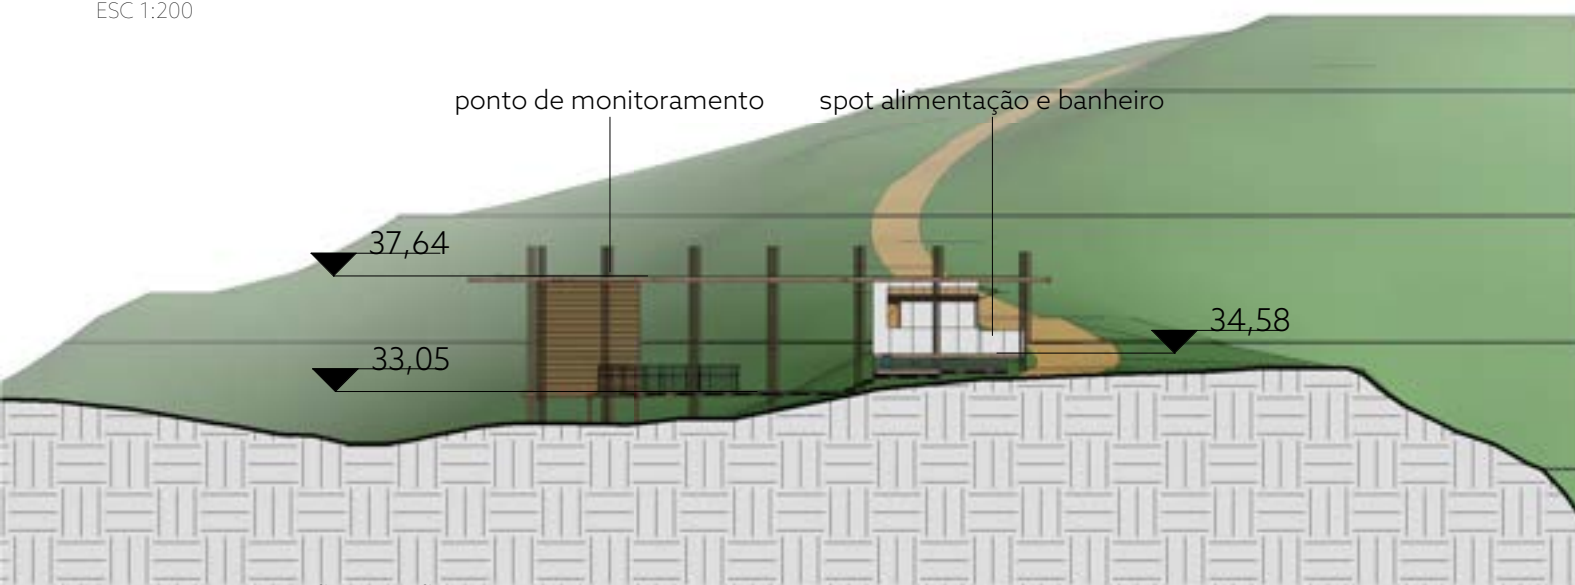 ESC 1:200
ponto de monitoramento
spot alimentação e banheiro
37,64
34,58
33,05